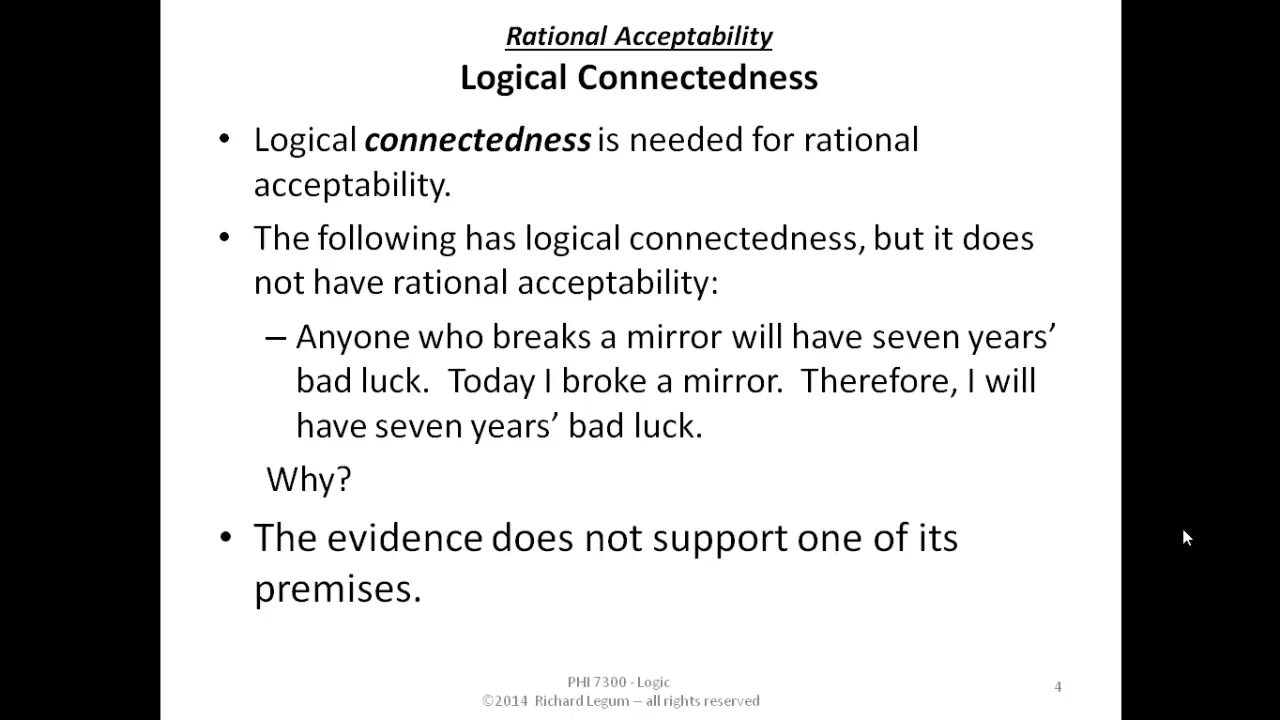 Rational Acceptability
Logical Connectedness
• Logical connectedness is needed for rational
acceptability.
• The following has logical connectedness, but it does
not have rational acceptability:
– Anyone who breaks a mirror will have seven years’
bad luck. Today I broke a mirror. Therefore, I will
have seven years’ bad luck.
Why?
• The evidence does not support one of its
premises.
PHI 7300 - Logic
©2014 Richard Legum – all rights reserved
4